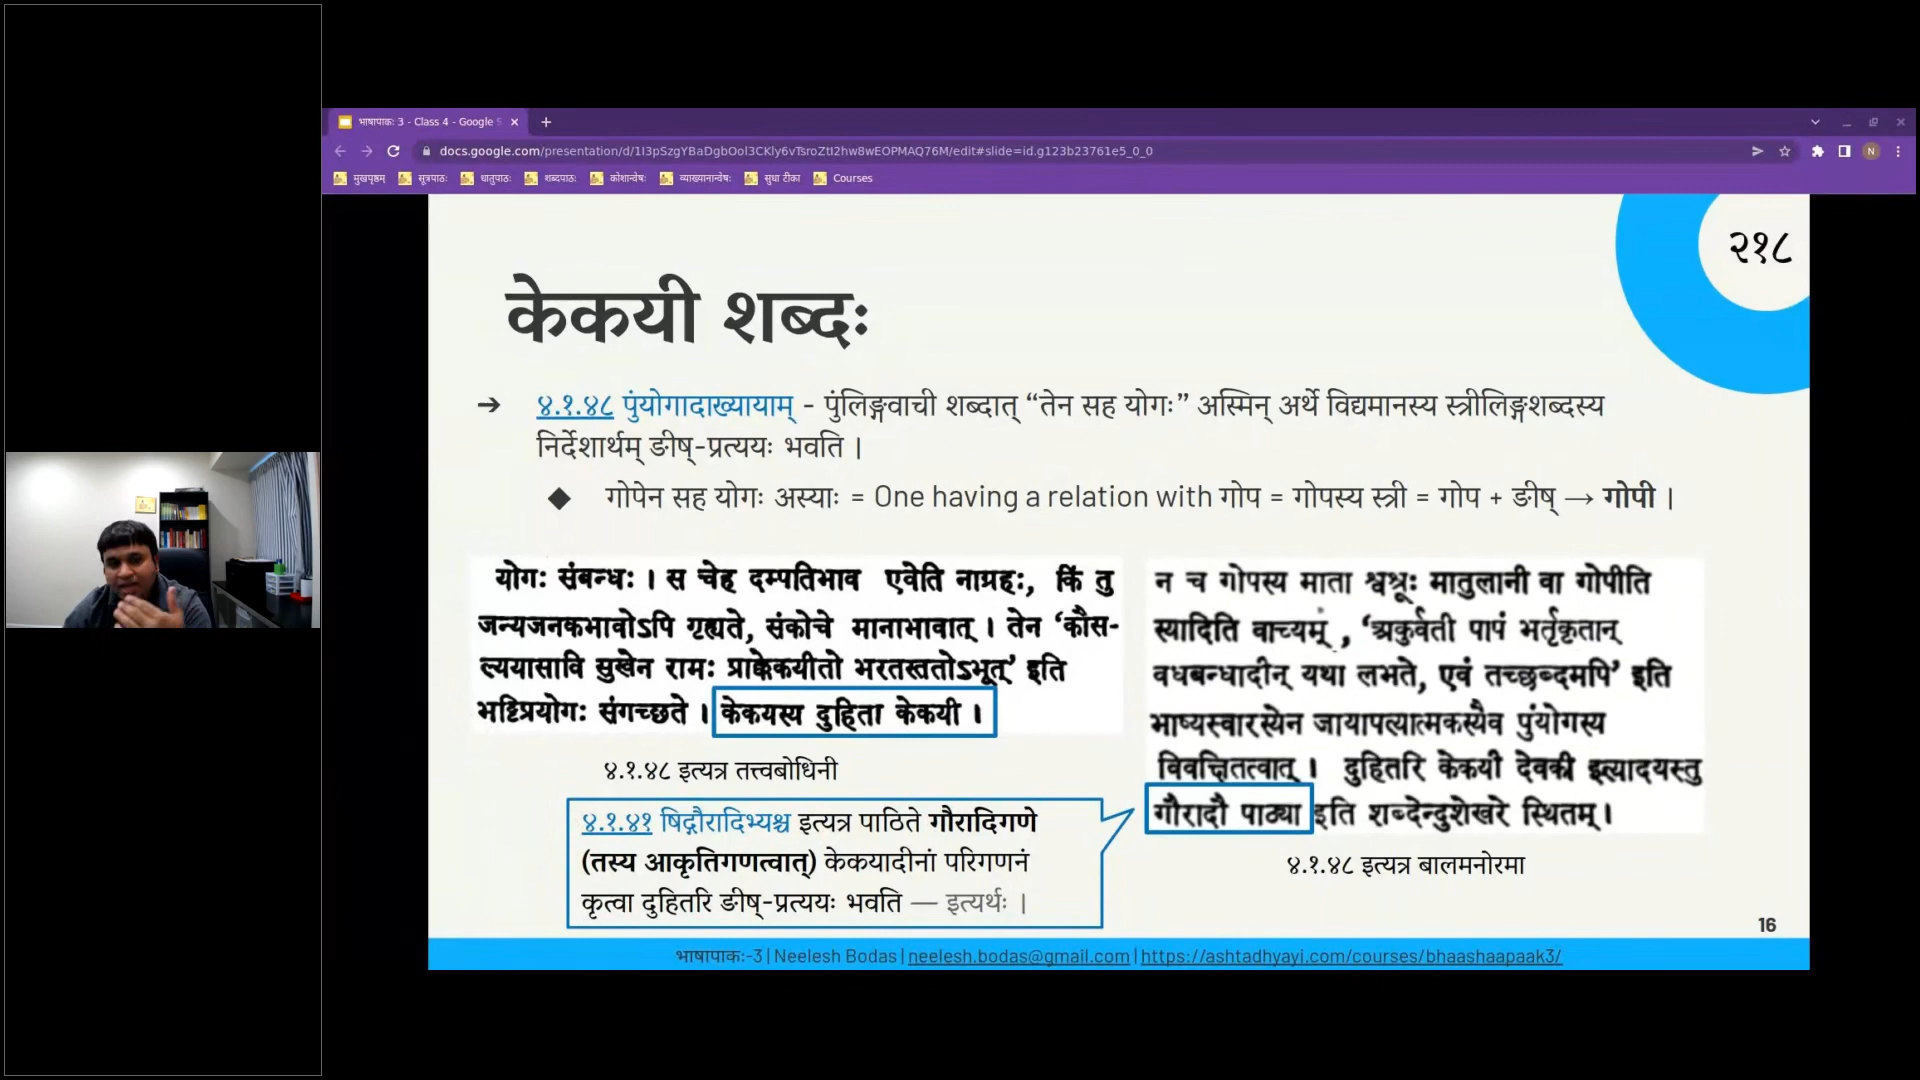 भाषापाकः 3 - Class 4 - Google S
docs.google.com/presentation/d/1I3pSzgYBaDgbOol3CKly6vTsroZtI2hw8wEOPMAQ76M/edit#slide=id.g123b23761e5_0_0
N
मुखपृष्ठम् सूत्रपाठः धातुपाठः शब्दपाठः कोशान्वेषः व्याख्यानान्वेषः सुधा टीका Courses
२१८
केकयी शब्दः
➔ ४.१.४८ पुंयोगादाख्यायाम् - पुंलिङ्गवाची शब्दात् “तेन सह योगः” अस्मिन् अर्थे विद्यमानस्य स्त्रीलिङ्गशब्दस्य
निर्देशार्थम् ङीष्-प्रत्ययः भवति ।
◆ गोपेन सह योगः अस्याः = One having a relation with गोप = गोपस्य स्त्री = गोप + ङीष् → गोपी ।
योगः संबन्धः । स चेह दम्पतिभाव एवेति नाग्रहः, किं तु
जन्यजनकभावोऽपि गृह्यते, संकोचे मानाभावात् । तेन ‘कौस-
ल्ययासावि सुखेन रामः प्राक्केकयीतो भरतस्ततोऽभूत्’ इति
भट्टिप्रयोगः संगच्छते । केकयस्य दुहिता केकयी ।
४.१.४८ इत्यत्र तत्त्वबोधिनी
न च गोपस्य माता श्वश्रूः मातुलानी वा गोपीति
स्यादिति वाच्यम् , ‘अकुर्वती पापं भर्तृकृतान्
वधबन्धादीन् यथा लभते, एवं तच्छब्दमपि’ इति
भाष्यस्वारस्येन जायापत्यात्मकस्यैव पुंयोगस्य
विवक्षितत्वात् । दुहितरि केकयी देवकी इत्यादयस्तु
गौरादौ पाठ्या इति शब्देन्दुशेखरे स्थितम् ।
४.१.४८ इत्यत्र बालमनोरमा
४.१.४१ षिद्गौरादिभ्यश्च इत्यत्र पाठिते गौरादिगणे
(तस्य आकृतिगणत्वात्) केकयादीनां परिगणनं
कृत्वा दुहितरि ङीष्-प्रत्ययः भवति — इत्यर्थः ।
16
भाषापाकः-3 | Neelesh Bodas | neelesh.bodas@gmail.com | https://ashtadhyayi.com/courses/bhaashaapaak3/